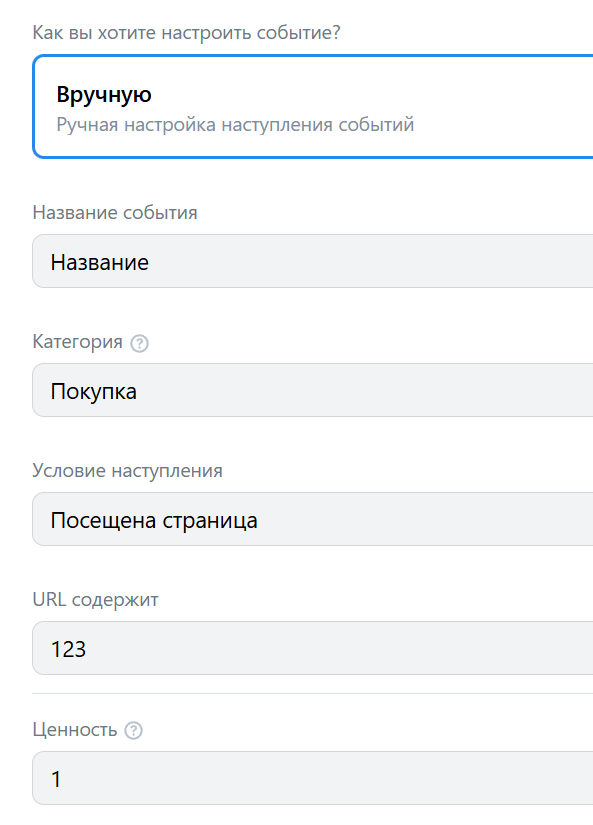 Как вы хотите настроить событие?
Вручную
Ручная настройка наступления событий
Название события
Название
Категория ?
Покупка
Условие наступления
Посещена страница
URL содержит
123
Ценность ?
1